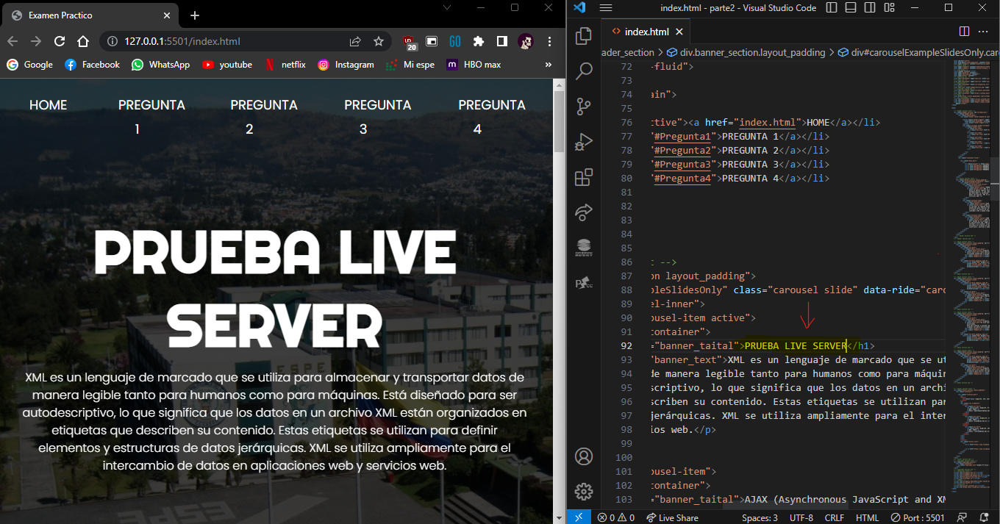 Examen Practico
127.0.0.1:5501/index.html
20
GO
Google
Facebook
WhatsApp
youtube
netflix
Instagram
Mi espe
m
HBO max
»
HOME
PREGUNTA 1
PREGUNTA 2
PREGUNTA 3
PREGUNTA 4
PRUEBA LIVE
SERVER
ESPE
XML es un lenguaje de marcado que se utiliza para almacenar y transportar datos de
manera legible tanto para humanos como para máquinas. Está diseñado para ser
autodescriptivo, lo que significa que los datos en un archivo XML están organizados en
etiquetas que describen su contenido. Estas etiquetas se utilizan para definir
elementos y estructuras de datos jerárquicas. XML se utiliza ampliamente para el
intercambio de datos en aplicaciones web y servicios web.
index.html - parte2 - Visual Studio Code
index.html
ader_section > div.banner_section.layout_padding > div#carouselExampleSlidesOnly.car
72 -fluid">
73
74 ain">
75
76 ctive"><a href="index.html">HOME</a></li>
77 "#Pregunta1">PREGUNTA 1</a></li>
78 "#Pregunta2">PREGUNTA 2</a></li>
79 "#Pregunta3">PREGUNTA 3</a></li>
80 "#Pregunta4">PREGUNTA 4</a></li>
81
82
83
84
85
86 t -->
87 on layout_padding">
88 pleSlidesOnly" class="carousel slide" data-ride="caro
89 el-inner">
90 ousel-item active">
91 container">
92 ="banner_taital">PRUEBA LIVE SERVER</h1>
93 "banner_text">XML es un lenguaje de marcado que se ut
94 de manera legible tanto para humanos como para máquin
95 scriptivo, lo que significa que los datos en un archi
96 scriben su contenido. Estas etiquetas se utilizan par
97 jerárquicas. XML se utiliza ampliamente para el inter
98 ios web.</p>
99
100
101 ousel-item">
102 container">
103 ="banner_taital">AJAX (Asynchronous JavaScript and XM
0 0 Live Share Spaces: 3 UTF-8 CRLF HTML Port : 5501